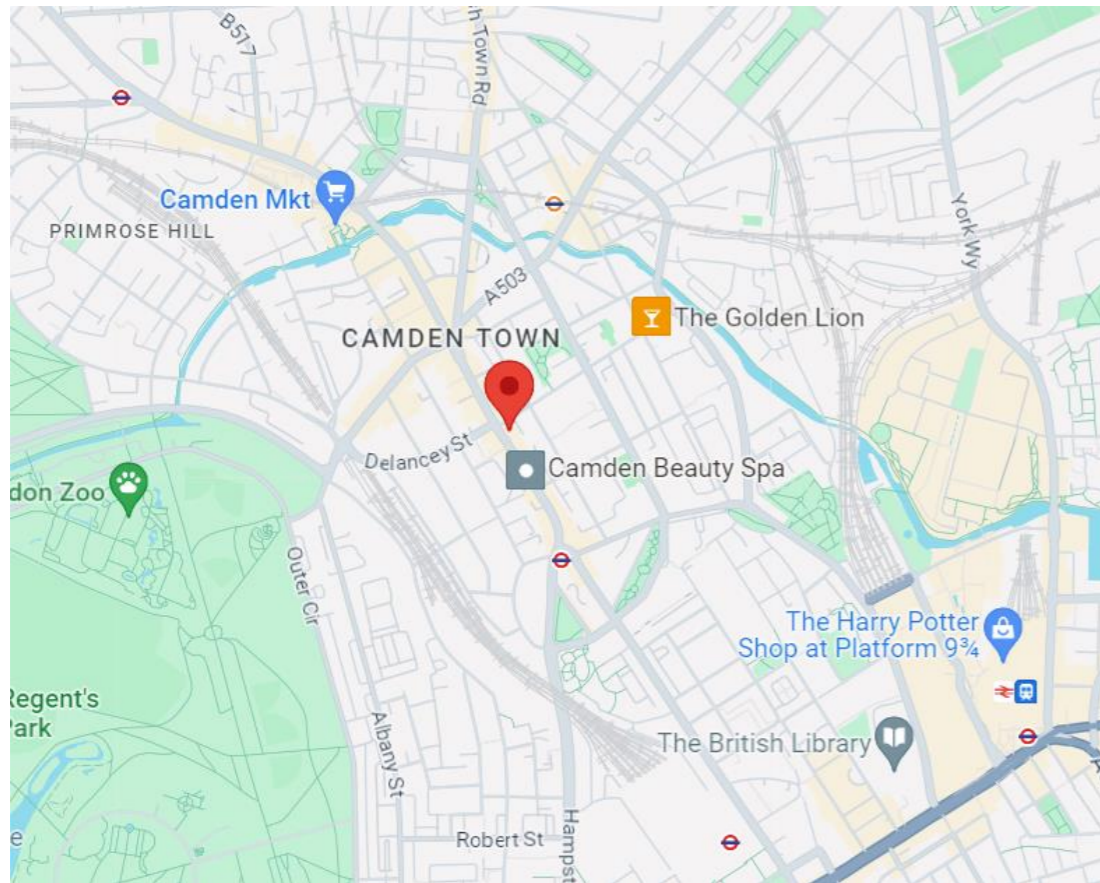 B517
h Town Rd
Camden Mkt
PRIMROSE HILL
York Wy
A503
The Golden Lion
CAMDEN TOWN
Delancey St
Camden Beauty Spa
don Zoo
Outer Cir
The Harry Potter
Shop at Platform 9¾
Regent's
Park
Albany St
The British Library
Robert St
Hampst
A
e